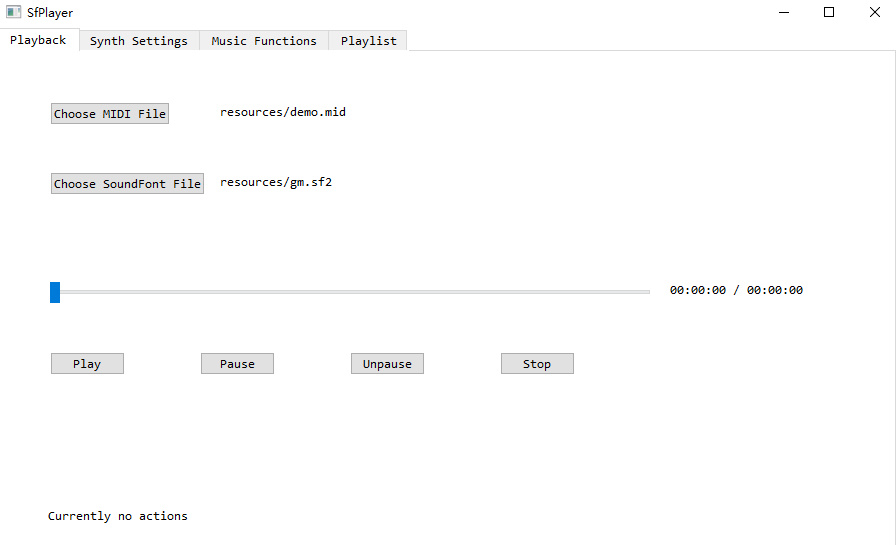 SfPlayer
Playback Synth Settings Music Functions Playlist
Choose MIDI File resources/demo.mid
Choose SoundFont File resources/gm.sf2
00:00:00 / 00:00:00
Play Pause Unpause Stop
Currently no actions